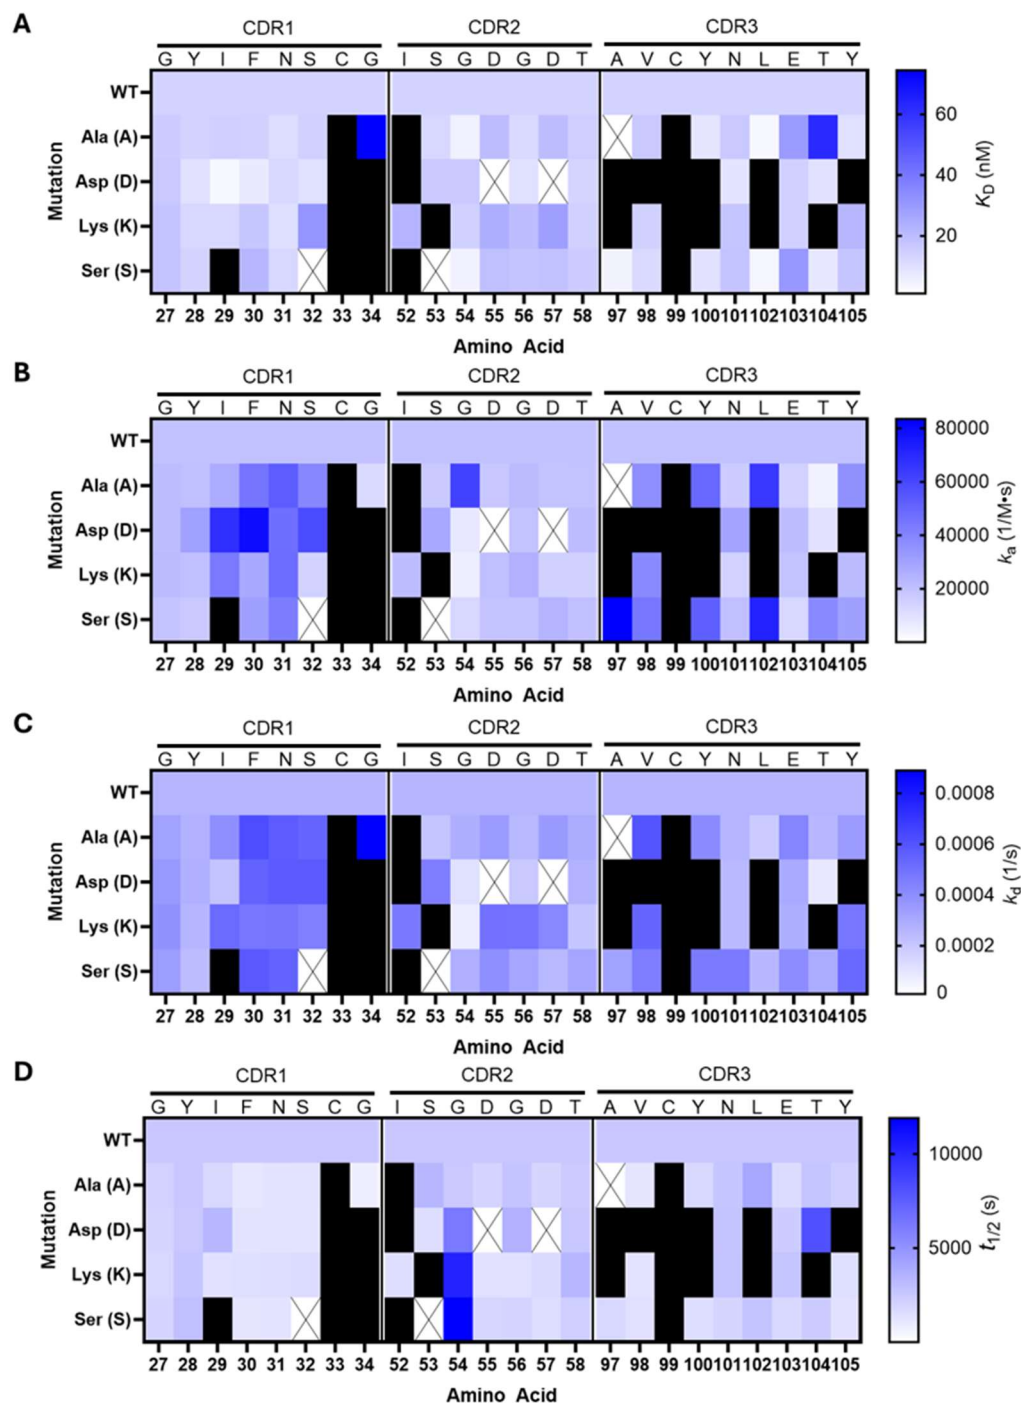 A
CDR1 CDR2 CDR3
G Y I F N S C G I S G D G D T A V C Y N L E T Y
WT
Ala (A)
Asp (D)
Lys (K)
Ser (S)
Mutation
60
40
20
K_D (nM)
27 28 29 30 31 32 33 34 52 53 54 55 56 57 58 97 98 99 100 101 102 103 104 105
Amino Acid
B
CDR1 CDR2 CDR3
G Y I F N S C G I S G D G D T A V C Y N L E T Y
WT
Ala (A)
Asp (D)
Lys (K)
Ser (S)
Mutation
80000
60000
40000
20000
k_a (1/M•s)
27 28 29 30 31 32 33 34 52 53 54 55 56 57 58 97 98 99 100 101 102 103 104 105
Amino Acid
C
CDR1 CDR2 CDR3
G Y I F N S C G I S G D G D T A V C Y N L E T Y
WT
Ala (A)
Asp (D)
Lys (K)
Ser (S)
Mutation
0.0008
0.0006
0.0004
0.0002
0
k_d (1/s)
27 28 29 30 31 32 33 34 52 53 54 55 56 57 58 97 98 99 100 101 102 103 104 105
Amino Acid
D
CDR1 CDR2 CDR3
G Y I F N S C G I S G D G D T A V C Y N L E T Y
WT
Ala (A)
Asp (D)
Lys (K)
Ser (S)
Mutation
10000
5000
t_1/2 (s)
27 28 29 30 31 32 33 34 52 53 54 55 56 57 58 97 98 99 100 101 102 103 104 105
Amino Acid